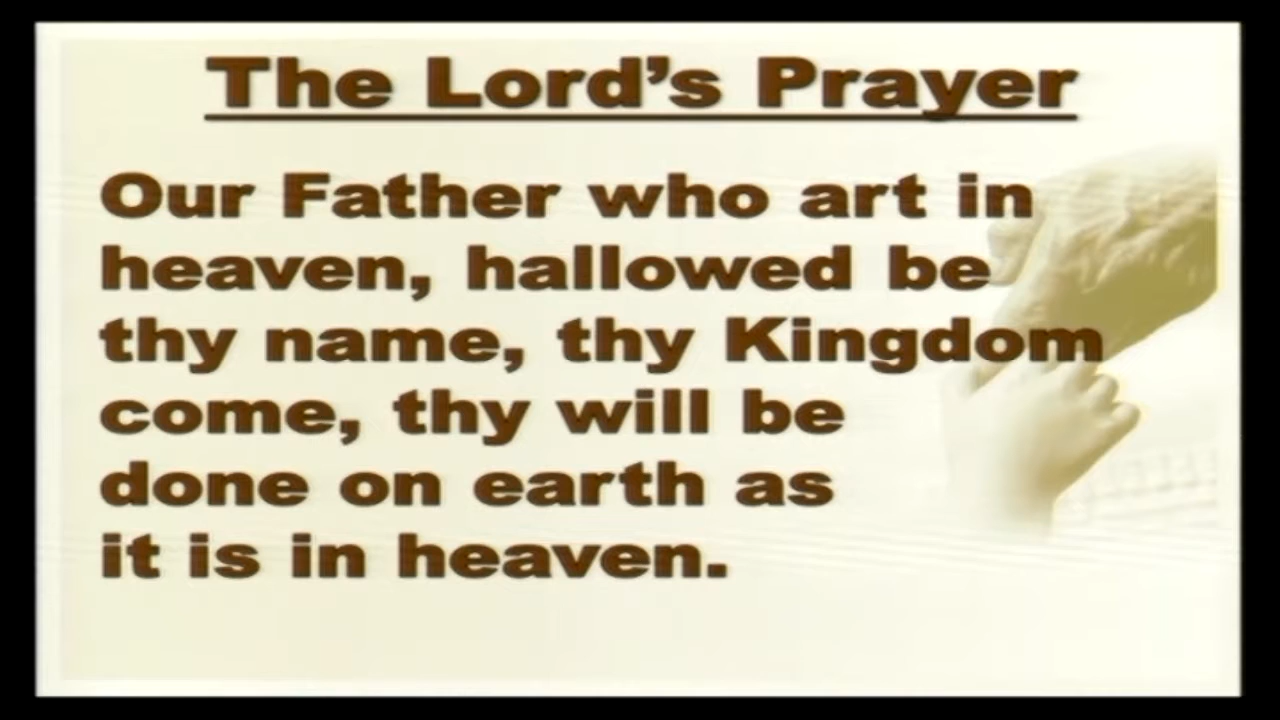 The Lord's Prayer
Our Father who art in
heaven, hallowed be
thy name, thy Kingdom
come, thy will be
done on earth as
it is in heaven.